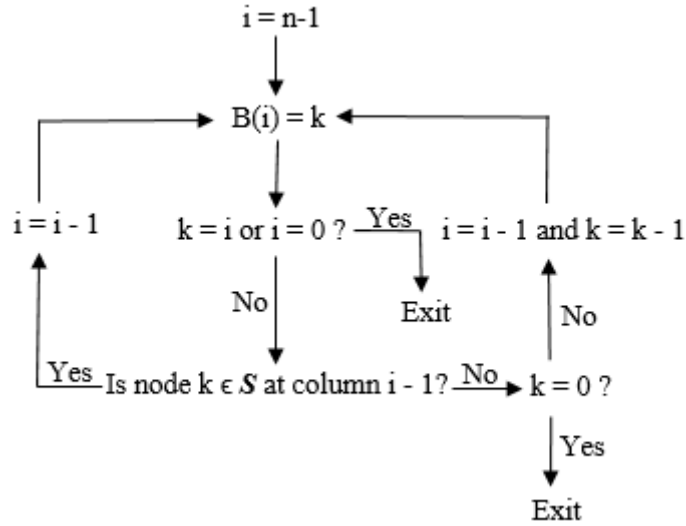 i = n-1
B(i) = k
i = i - 1
k = i or i = 0 ?
Yes
i = i - 1 and k = k - 1
No
Exit
No
Yes
Is node k ϵ S at column i - 1?
No
k = 0 ?
Yes
Exit